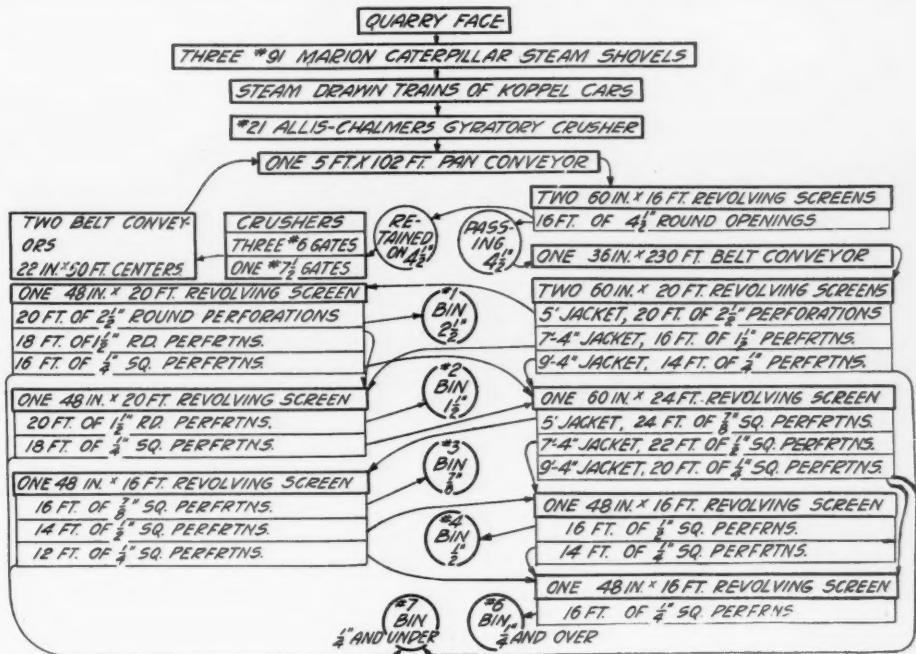 QUARRY FACE
THREE #91 MARION CATERPILLAR STEAM SHOVELS
STEAM DRAWN TRAINS OF KOPPEL CARS
#21 ALLIS-CHALMERS GYRATORY CRUSHER
ONE 5 FT. X 102 FT. PAN CONVEYOR
TWO BELT CONVEY-
ORS
22 IN. X 50 FT. CENTERS
CRUSHERS
THREE #6 GATES
ONE #7½ GATES
RE-
TAINED
ON 4½"
PASS-
ING
4½"
TWO 60 IN. X 16 FT. REVOLVING SCREENS
16 FT. OF 4½" ROUND OPENINGS
ONE 36 IN. X 230 FT. BELT CONVEYOR
ONE 48 IN. X 20 FT. REVOLVING SCREEN
20 FT. OF 2½" ROUND PERFORATIONS
18 FT. OF 1½" RD. PERFRTNS.
16 FT. OF ¼" SQ. PERFRTNS.
#1
BIN
2½"
TWO 60 IN. X 20 FT. REVOLVING SCREENS
5' JACKET, 20 FT. OF 2½" PERFORATIONS
7'-4" JACKET, 16 FT. OF 1½" PERFRTNS.
9'-4" JACKET, 14 FT. OF ¼" PERFRTNS.
ONE 48 IN. X 20 FT. REVOLVING SCREEN
20 FT. OF 1½" RD. PERFRTNS.
18 FT. OF ¼" SQ. PERFRTNS.
#2
BIN
1½"
ONE 60 IN. X 24 FT. REVOLVING SCREEN
5' JACKET, 24 FT. OF ⅞" SQ. PERFRTNS.
7'-4" JACKET, 22 FT. OF ½" SQ. PERFRTNS.
9'-4" JACKET, 20 FT. OF ¼" SQ. PERFRTNS.
ONE 48 IN. X 16 FT. REVOLVING SCREEN
16 FT. OF ⅞" SQ. PERFRTNS.
14 FT. OF ½" SQ. PERFRTNS.
12 FT. OF ¼" SQ. PERFRTNS.
#3
BIN
⅞"
#4
BIN
½"
ONE 48 IN. X 16 FT. REVOLVING SCREEN
16 FT. OF ½" SQ. PERFRNS.
14 FT. OF ¼" SQ. PERFRTNS.
ONE 48 IN. X 16 FT. REVOLVING SCREEN
16 FT. OF ¼" SQ. PERFRNS
#7
BIN
¼" AND UNDER
#6
BIN
¼" AND OVER